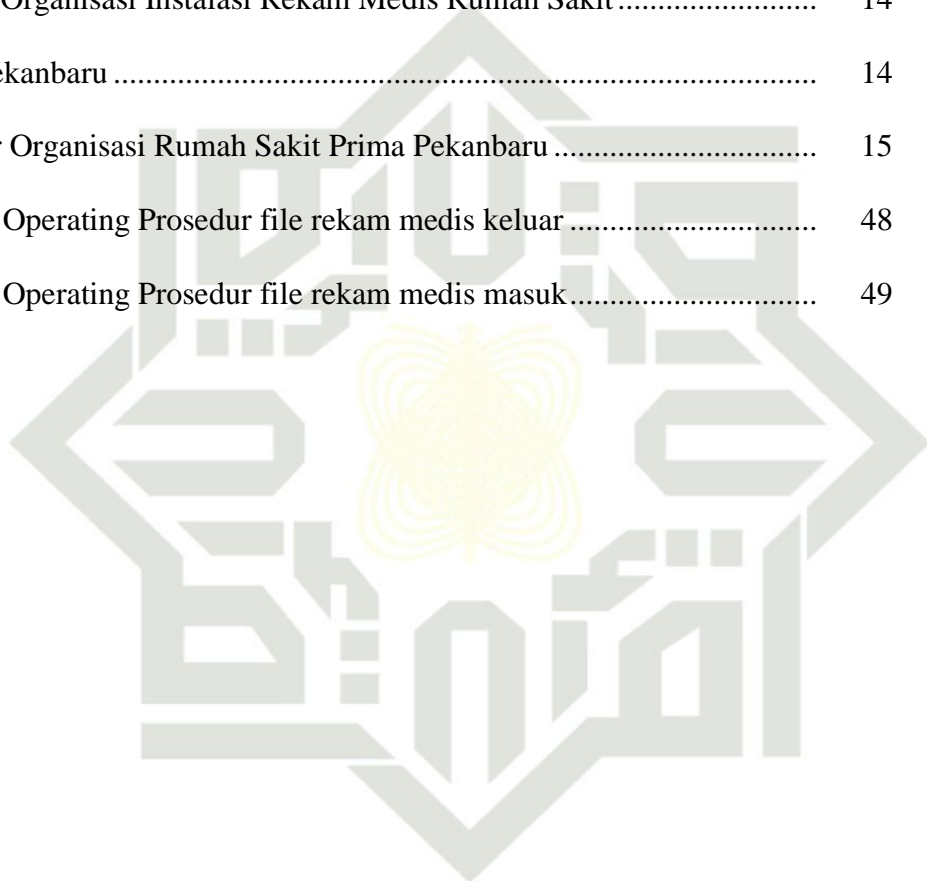 Organisasi Instalasi Rekam Medis Rumah Sakit ........................ 14
ekanbaru ................................................................................ 14
r Organisasi Rumah Sakit Prima Pekanbaru .............................. 15
Operating Prosedur file rekam medis keluar ............................ 48
Operating Prosedur file rekam medis masuk ............................ 49